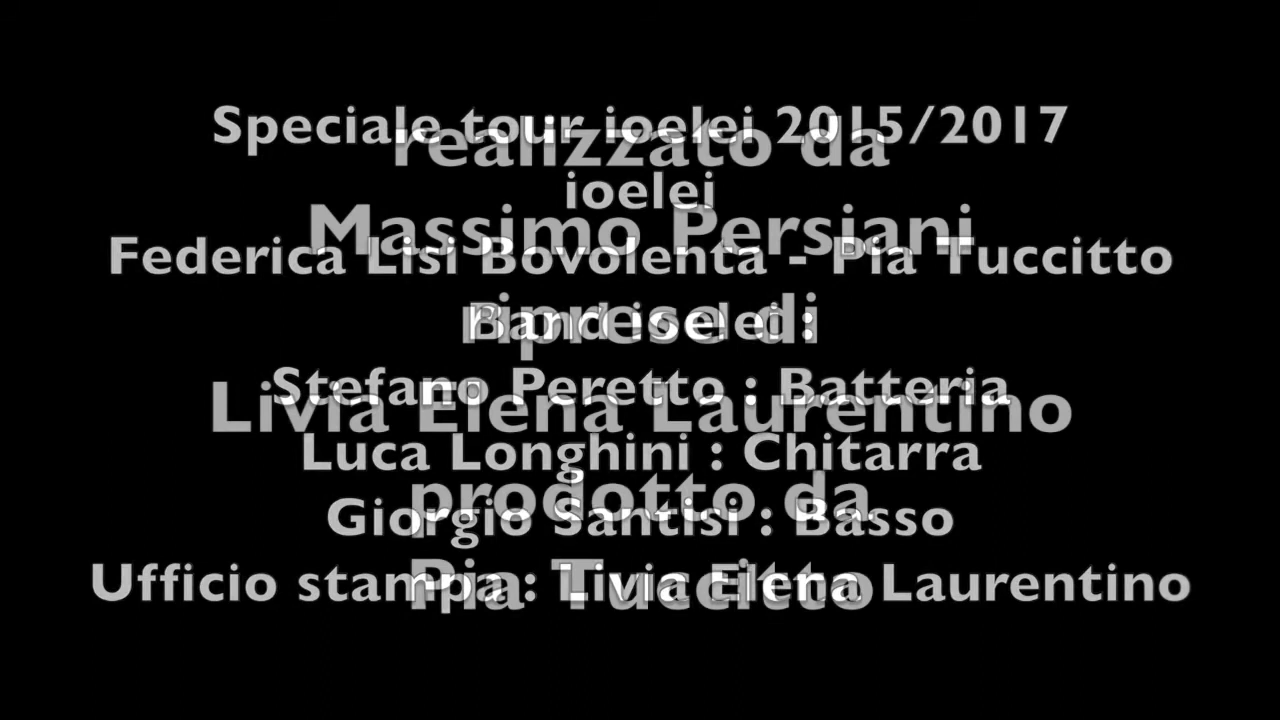 Speciale tour ioelei 2015/2017
realizzato da
ioelei
Massimo Persiani
Federica Lisi Bovolenta - Pia Tuccitto
riprese di
Band ioelei :
Stefano Peretto : Batteria
Livia Elena Laurentino
Luca Longhini : Chitarra
prodotto da
Giorgio Santisi : Basso
Ufficio stampa : Livia Elena Laurentino
Pia Tuccitto